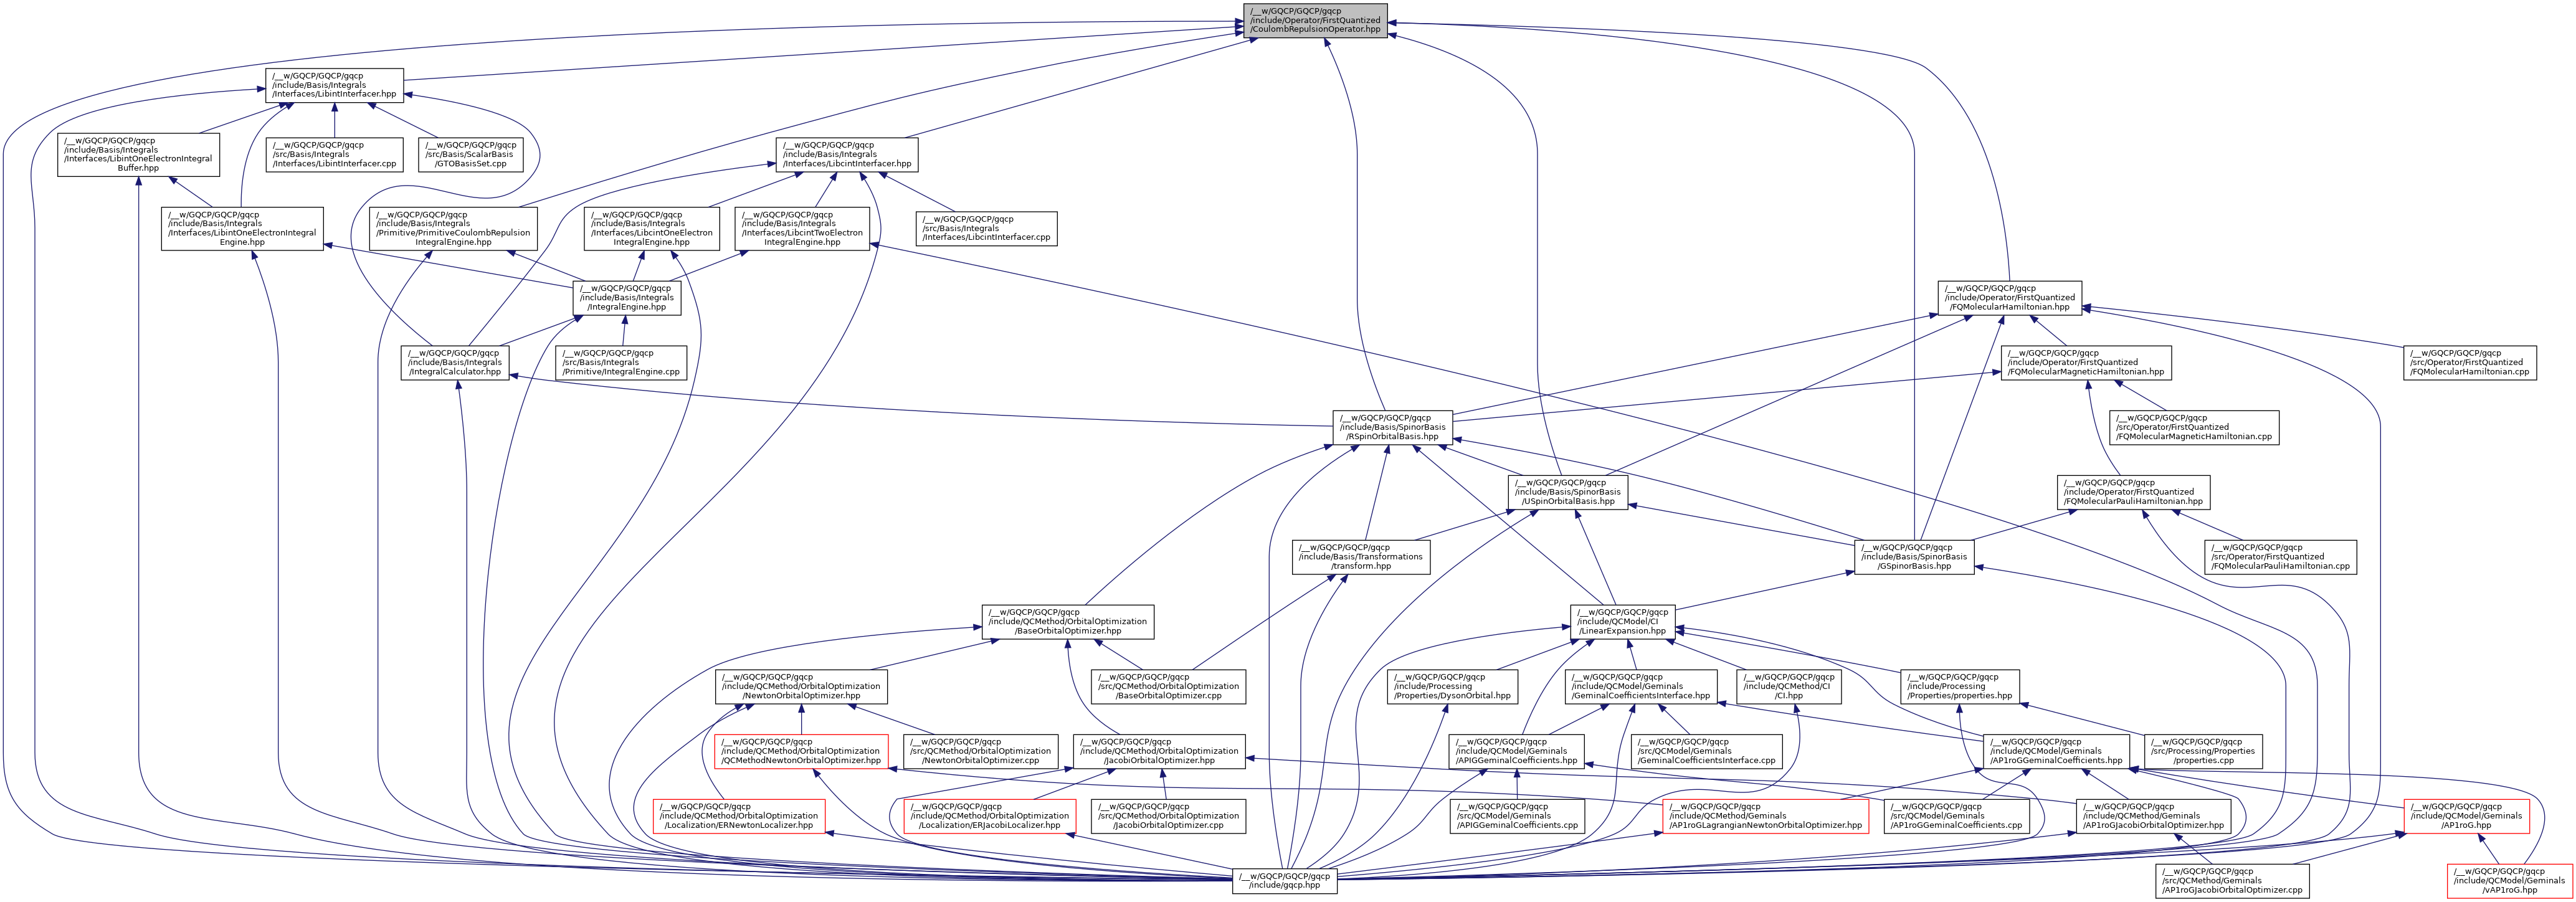 /__w/GQCP/GQCP/gqcp
/include/Operator/FirstQuantized
/CoulombRepulsionOperator.hpp
/__w/GQCP/GQCP/gqcp
/include/Basis/Integrals
/Interfaces/LibintInterfacer.hpp
/__w/GQCP/GQCP/gqcp
/include/Basis/Integrals
/Interfaces/LibintOneElectronIntegral
Buffer.hpp
/__w/GQCP/GQCP/gqcp
/src/Basis/Integrals
/Interfaces/LibintInterfacer.cpp
/__w/GQCP/GQCP/gqcp
/src/Basis/ScalarBasis
/GTOBasisSet.cpp
/__w/GQCP/GQCP/gqcp
/include/Basis/Integrals
/Interfaces/LibcintInterfacer.hpp
/__w/GQCP/GQCP/gqcp
/include/Basis/Integrals
/Interfaces/LibintOneElectronIntegral
Engine.hpp
/__w/GQCP/GQCP/gqcp
/include/Basis/Integrals
/Primitive/PrimitiveCoulombRepulsion
IntegralEngine.hpp
/__w/GQCP/GQCP/gqcp
/include/Basis/Integrals
/Interfaces/LibcintOneElectron
IntegralEngine.hpp
/__w/GQCP/GQCP/gqcp
/include/Basis/Integrals
/Interfaces/LibcintTwoElectron
IntegralEngine.hpp
/__w/GQCP/GQCP/gqcp
/src/Basis/Integrals
/Interfaces/LibcintInterfacer.cpp
/__w/GQCP/GQCP/gqcp
/include/Basis/Integrals
/IntegralEngine.hpp
/__w/GQCP/GQCP/gqcp
/include/Operator/FirstQuantized
/FQMolecularHamiltonian.hpp
/__w/GQCP/GQCP/gqcp
/include/Basis/Integrals
/IntegralCalculator.hpp
/__w/GQCP/GQCP/gqcp
/src/Basis/Integrals
/Primitive/IntegralEngine.cpp
/__w/GQCP/GQCP/gqcp
/include/Operator/FirstQuantized
/FQMolecularMagneticHamiltonian.hpp
/__w/GQCP/GQCP/gqcp
/src/Operator/FirstQuantized
/FQMolecularHamiltonian.cpp
/__w/GQCP/GQCP/gqcp
/include/Basis/SpinorBasis
/RSpinOrbitalBasis.hpp
/__w/GQCP/GQCP/gqcp
/src/Operator/FirstQuantized
/FQMolecularMagneticHamiltonian.cpp
/__w/GQCP/GQCP/gqcp
/include/Basis/SpinorBasis
/USpinOrbitalBasis.hpp
/__w/GQCP/GQCP/gqcp
/include/Operator/FirstQuantized
/FQMolecularPauliHamiltonian.hpp
/__w/GQCP/GQCP/gqcp
/include/Basis/Transformations
/transform.hpp
/__w/GQCP/GQCP/gqcp
/include/Basis/SpinorBasis
/GSpinorBasis.hpp
/__w/GQCP/GQCP/gqcp
/src/Operator/FirstQuantized
/FQMolecularPauliHamiltonian.cpp
/__w/GQCP/GQCP/gqcp
/include/QCMethod/OrbitalOptimization
/BaseOrbitalOptimizer.hpp
/__w/GQCP/GQCP/gqcp
/include/QCModel/CI
/LinearExpansion.hpp
/__w/GQCP/GQCP/gqcp
/include/QCMethod/OrbitalOptimization
/NewtonOrbitalOptimizer.hpp
/__w/GQCP/GQCP/gqcp
/src/QCMethod/OrbitalOptimization
/BaseOrbitalOptimizer.cpp
/__w/GQCP/GQCP/gqcp
/include/Processing
/Properties/DysonOrbital.hpp
/__w/GQCP/GQCP/gqcp
/include/QCModel/Geminals
/GeminalCoefficientsInterface.hpp
/__w/GQCP/GQCP/gqcp
/include/QCMethod/CI
/CI.hpp
/__w/GQCP/GQCP/gqcp
/include/Processing
/Properties/properties.hpp
/__w/GQCP/GQCP/gqcp
/include/QCMethod/OrbitalOptimization
/QCMethodNewtonOrbitalOptimizer.hpp
/__w/GQCP/GQCP/gqcp
/src/QCMethod/OrbitalOptimization
/NewtonOrbitalOptimizer.cpp
/__w/GQCP/GQCP/gqcp
/include/QCMethod/OrbitalOptimization
/JacobiOrbitalOptimizer.hpp
/__w/GQCP/GQCP/gqcp
/include/QCModel/Geminals
/APIGGeminalCoefficients.hpp
/__w/GQCP/GQCP/gqcp
/src/QCModel/Geminals
/GeminalCoefficientsInterface.cpp
/__w/GQCP/GQCP/gqcp
/include/QCModel/Geminals
/AP1roGGeminalCoefficients.hpp
/__w/GQCP/GQCP/gqcp
/src/Processing/Properties
/properties.cpp
/__w/GQCP/GQCP/gqcp
/include/QCMethod/OrbitalOptimization
/Localization/ERNewtonLocalizer.hpp
/__w/GQCP/GQCP/gqcp
/include/QCMethod/OrbitalOptimization
/Localization/ERJacobiLocalizer.hpp
/__w/GQCP/GQCP/gqcp
/src/QCMethod/OrbitalOptimization
/JacobiOrbitalOptimizer.cpp
/__w/GQCP/GQCP/gqcp
/src/QCModel/Geminals
/APIGGeminalCoefficients.cpp
/__w/GQCP/GQCP/gqcp
/include/QCMethod/Geminals
/AP1roGLagrangianNewtonOrbitalOptimizer.hpp
/__w/GQCP/GQCP/gqcp
/src/QCModel/Geminals
/AP1roGGeminalCoefficients.cpp
/__w/GQCP/GQCP/gqcp
/include/QCMethod/Geminals
/AP1roGJacobiOrbitalOptimizer.hpp
/__w/GQCP/GQCP/gqcp
/include/QCModel/Geminals
/AP1roG.hpp
/__w/GQCP/GQCP/gqcp
/include/gqcp.hpp
/__w/GQCP/GQCP/gqcp
/src/QCMethod/Geminals
/AP1roGJacobiOrbitalOptimizer.cpp
/__w/GQCP/GQCP/gqcp
/include/QCModel/Geminals
/vAP1roG.hpp